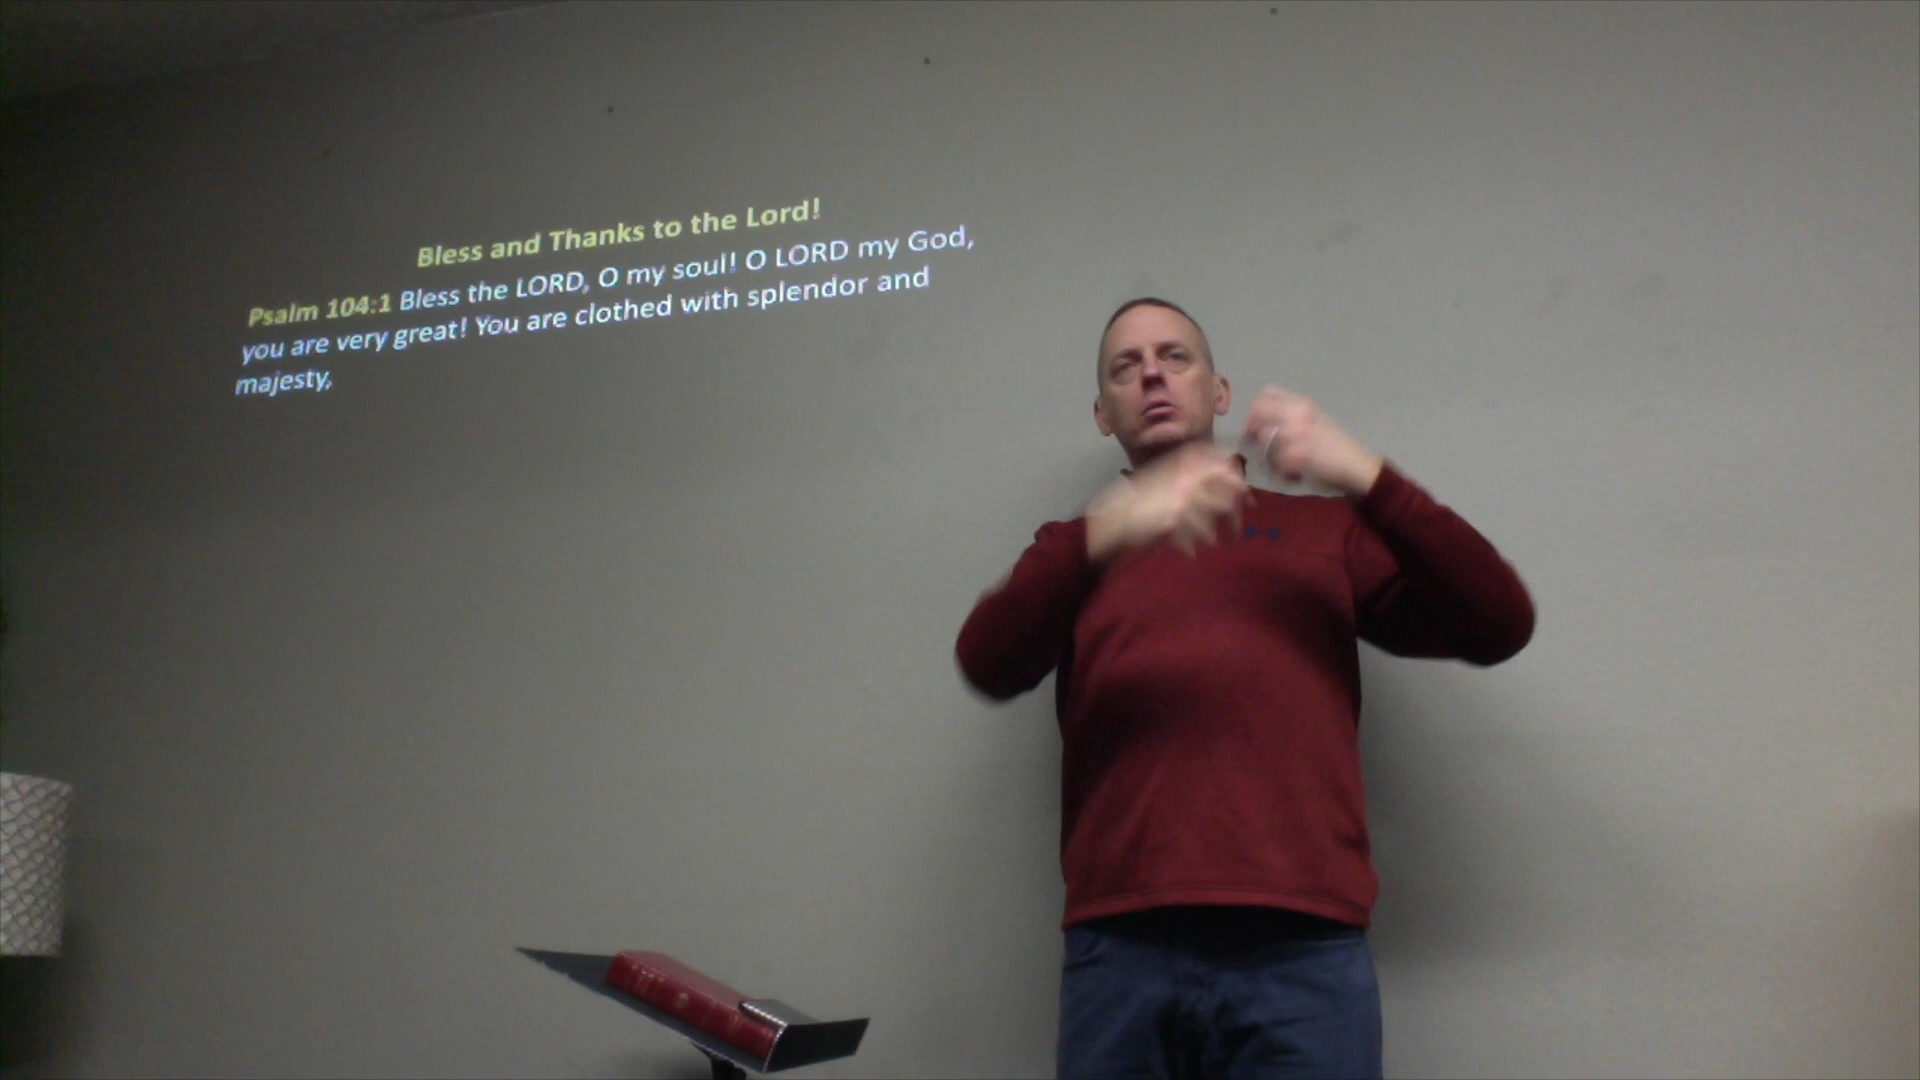 Bless and Thanks to the Lord!
Psalm 104:1 Bless the LORD, O my soul! O LORD my God,
you are very great! You are clothed with splendor and
majesty,